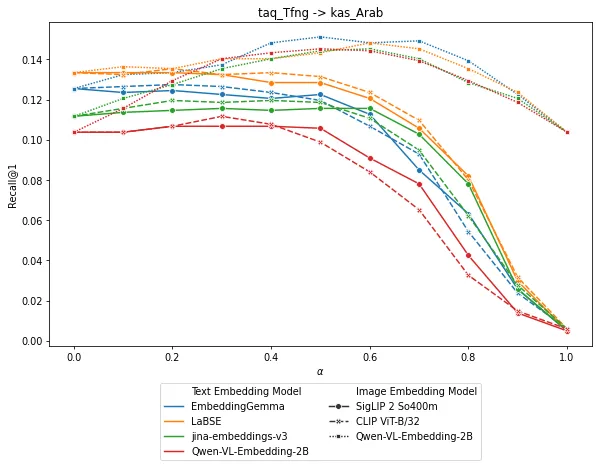 taq_Tfng -> kas_Arab
Recall@1
0.14
0.12
0.10
0.08
0.06
0.04
0.02
0.00
0.0 0.2 0.4 0.6 0.8 1.0
α
Text Embedding Model Image Embedding Model
EmbeddingGemma SigLIP 2 So400m
LaBSE CLIP ViT-B/32
jina-embeddings-v3 Qwen-VL-Embedding-2B
Qwen-VL-Embedding-2B